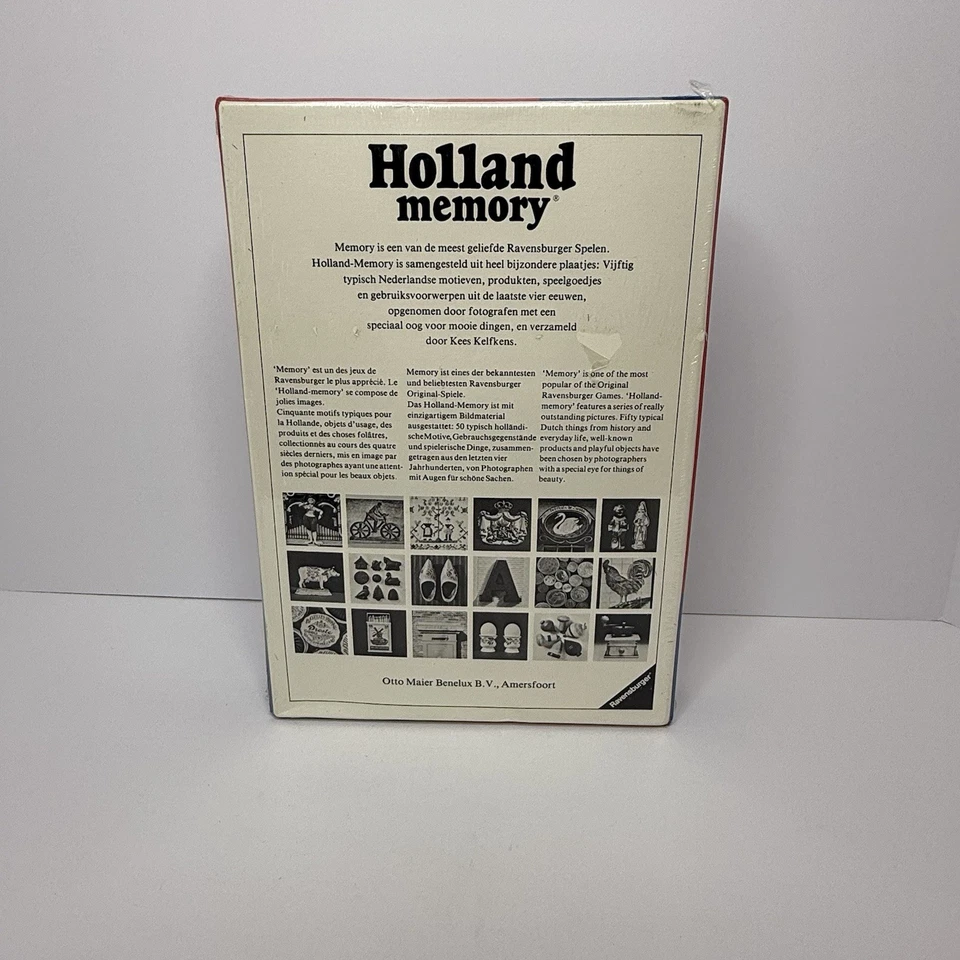 Holland
memory®
Memory is een van de meest geliefde Ravensburger Spelen.
Holland-Memory is samengesteld uit heel bijzondere plaatjes: Vijftig
typisch Nederlandse motieven, produkten, speelgoedjes
en gebruiksvoorwerpen uit de laatste vier eeuwen,
opgenomen door fotografen met een
speciaal oog voor mooie dingen, en verzameld
door Kees Kelfkens.
'Memory' est un des jeux de
Ravensburger le plus apprècié. Le
'Holland-memory' se compose de
jolies images.
Cinquante motifs typiques pour
la Hollande, objets d'usage, des
produits et des choses folâtres,
collectionnés au cours des quatre
siècles derniers, mis en image par
des photographes ayant une attent-
ion spècial pour les beaux objets.
Memory ist eines der bekanntesten
und beliebtesten Ravensburger
Original-Spiele.
Das Holland-Memory ist mit
einzigartigem Bildmaterial
ausgestattet: 50 typisch holländi-
sche Motive, Gebrauchsgegenstände
und spielerische Dinge, zusammen-
getragen aus den letzten vier
Jahrhunderten, von Photographen
mit Augen für schöne Sachen.
'Memory' is one of the most
popular of the Original
Ravensburger Games. 'Holland-
memory' features a series of really
outstanding pictures. Fifty typical
Dutch things from history and
everyday life, well-known
products and playful objects have
been chosen by photographers
with a special eye for things of
beauty.
A
Otto Maier Benelux B.V., Amersfoort
Ravensburger